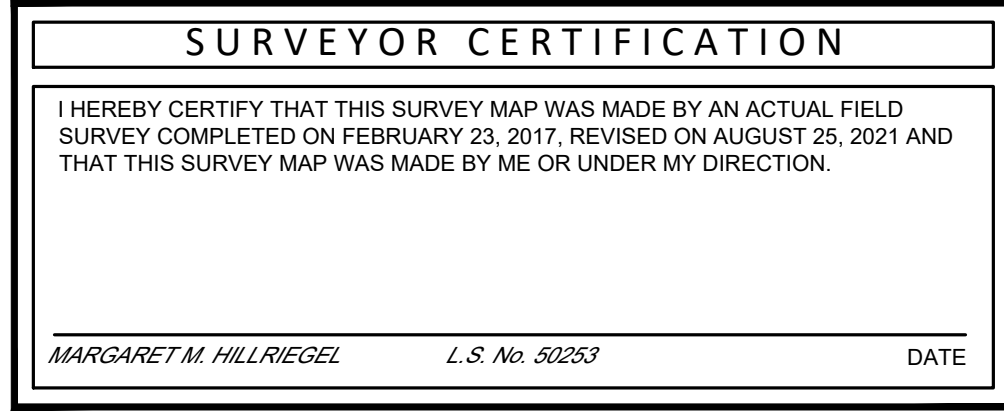 SURVEYOR CERTIFICATION
I HEREBY CERTIFY THAT THIS SURVEY MAP WAS MADE BY AN ACTUAL FIELD
SURVEY COMPLETED ON FEBRUARY 23, 2017, REVISED ON AUGUST 25, 2021 AND
THAT THIS SURVEY MAP WAS MADE BY ME OR UNDER MY DIRECTION.
MARGARET M. HILLRIEGEL L.S. No. 50253 DATE